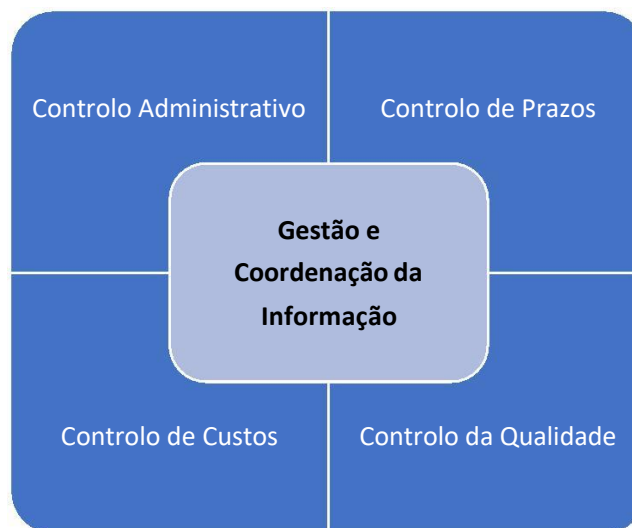 Controlo Administrativo
Controlo de Prazos
Gestão e
Coordenação da
Informação
Controlo de Custos
Controlo da Qualidade